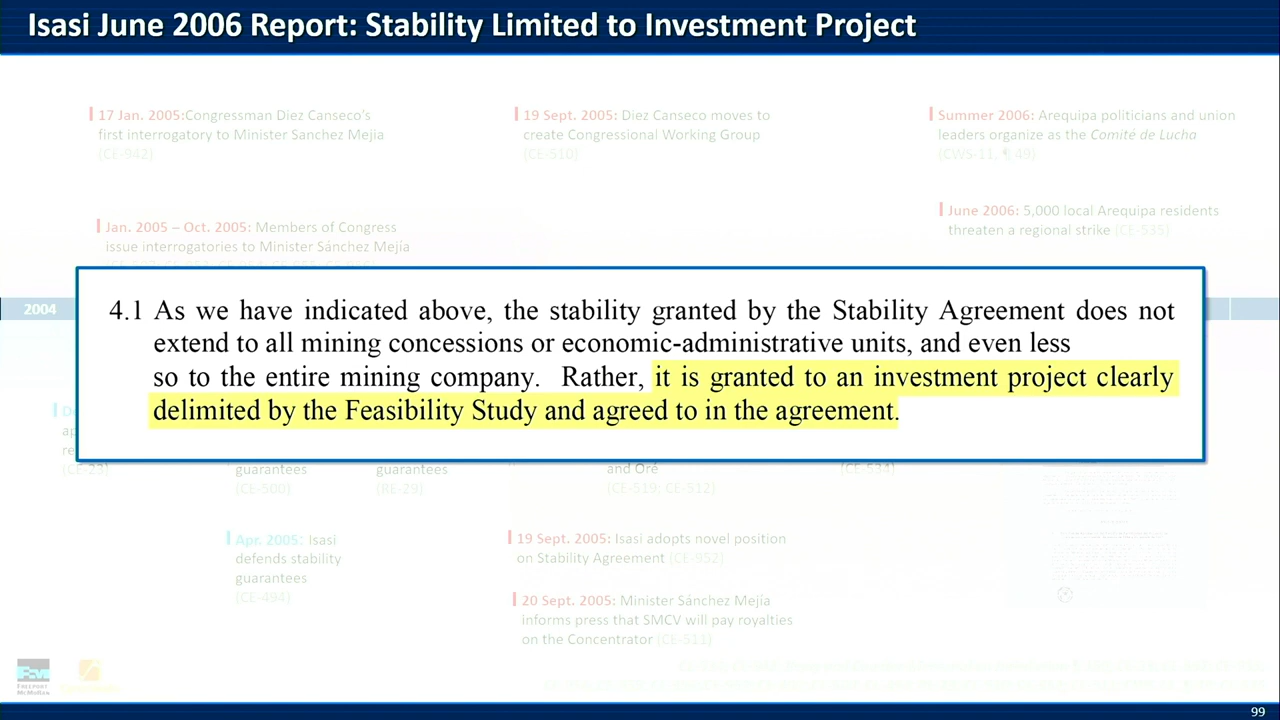 Isasi June 2006 Report: Stability Limited to Investment Project
17 Jan. 2005:Congressman Diez Canseco's
first interrogatory to Minister Sanchez Mejia
(CE-942)
19 Sept. 2005: Diez Canseco moves to
create Congressional Working Group
(CE-510)
Summer 2006: Arequipa politicians and union
leaders organize as the Comité de Lucha
(CWS-11, ¶ 49)
Jan. 2005 – Oct. 2005: Members of Congress
issue interrogatories to Minister Sánchez Mejía
June 2006: 5,000 local Arequipa residents
threaten a regional strike (CE-535)
2004
4.1 As we have indicated above, the stability granted by the Stability Agreement does not
extend to all mining concessions or economic-administrative units, and even less
so to the entire mining company. Rather, it is granted to an investment project clearly
delimited by the Feasibility Study and agreed to in the agreement.
(CE-23)
guarantees
(CE-500)
guarantees
(RE-29)
and Oré
(CE-519; CE-512)
(CE-534)
Apr. 2005: Isasi
defends stability
guarantees
(CE-494)
19 Sept. 2005: Isasi adopts novel position
on Stability Agreement (CE-952)
20 Sept. 2005: Minister Sánchez Mejía
informs press that SMCV will pay royalties
on the Concentrator (CE-511)
FREEPORT
McMoRAN
99